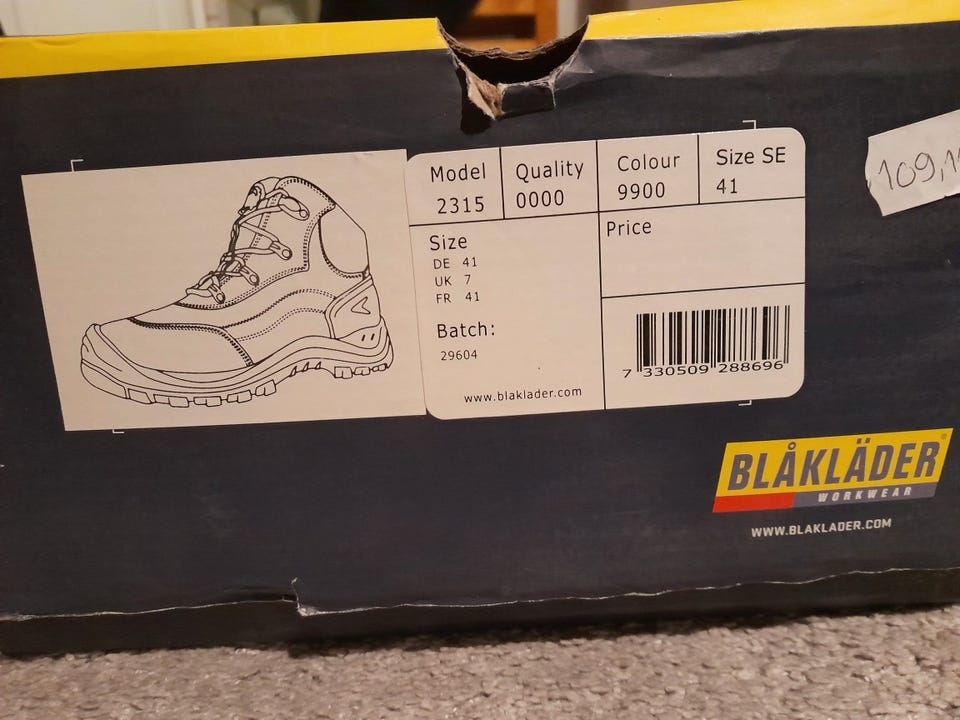 Model
2315
Quality
0000
Colour
9900
Size SE
41
Size
DE 41
UK 7
FR 41
Batch:
29604
www.blaklader.com
Price
7 330509 288696
BLÅKLÄDER®
WORKWEAR
WWW.BLAKLADER.COM